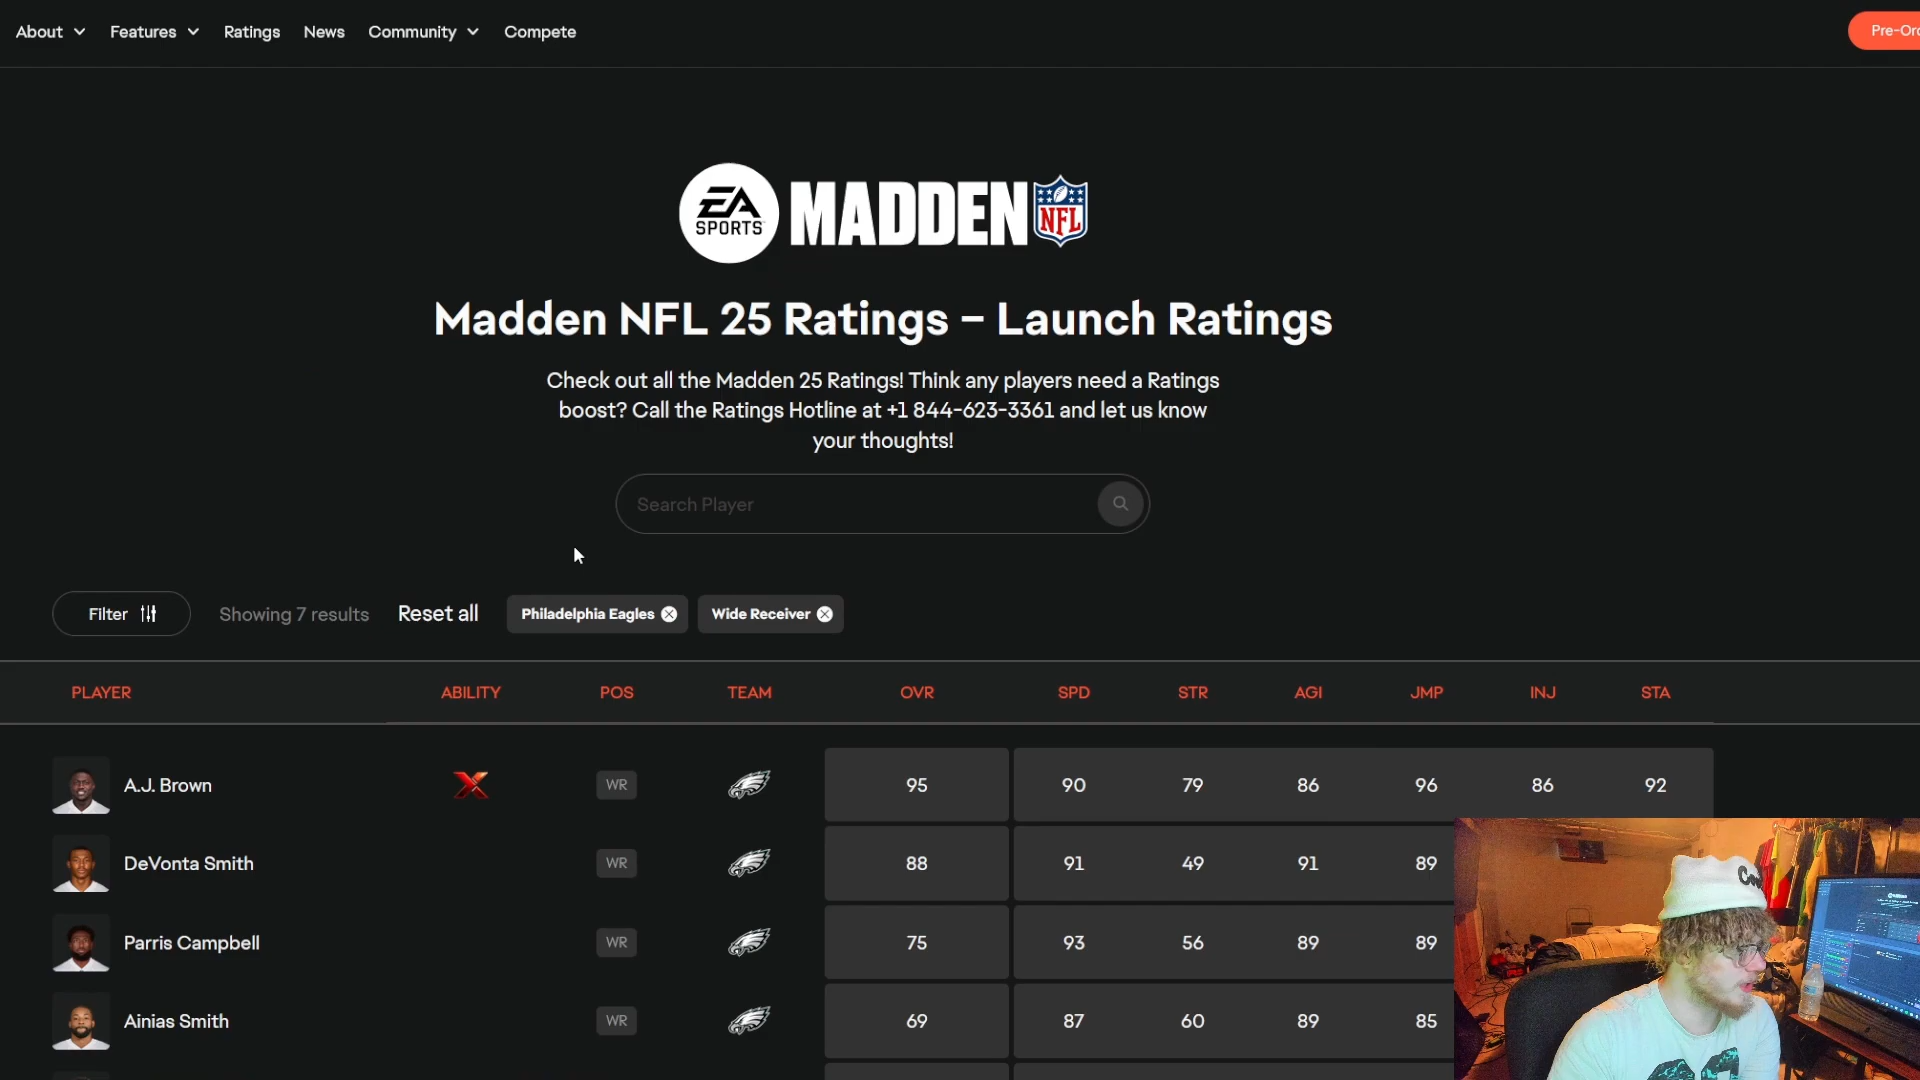 About Features Ratings News Community Compete
Pre-Ord
EA SPORTS MADDEN NFL
Madden NFL 25 Ratings – Launch Ratings
Check out all the Madden 25 Ratings! Think any players need a Ratings
boost? Call the Ratings Hotline at +1 844-623-3361 and let us know
your thoughts!
Search Player
Filter Showing 7 results Reset all Philadelphia Eagles Wide Receiver
PLAYER ABILITY POS TEAM OVR SPD STR AGI JMP INJ STA
A.J. Brown X WR 95 90 79 86 96 86 92
DeVonta Smith WR 88 91 49 91 89
Parris Campbell WR 75 93 56 89 89
Ainias Smith WR 69 87 60 89 85